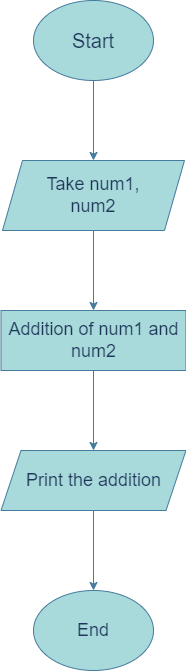 Start
Take num1,
num2
Addition of num1 and
num2
Print the addition
End